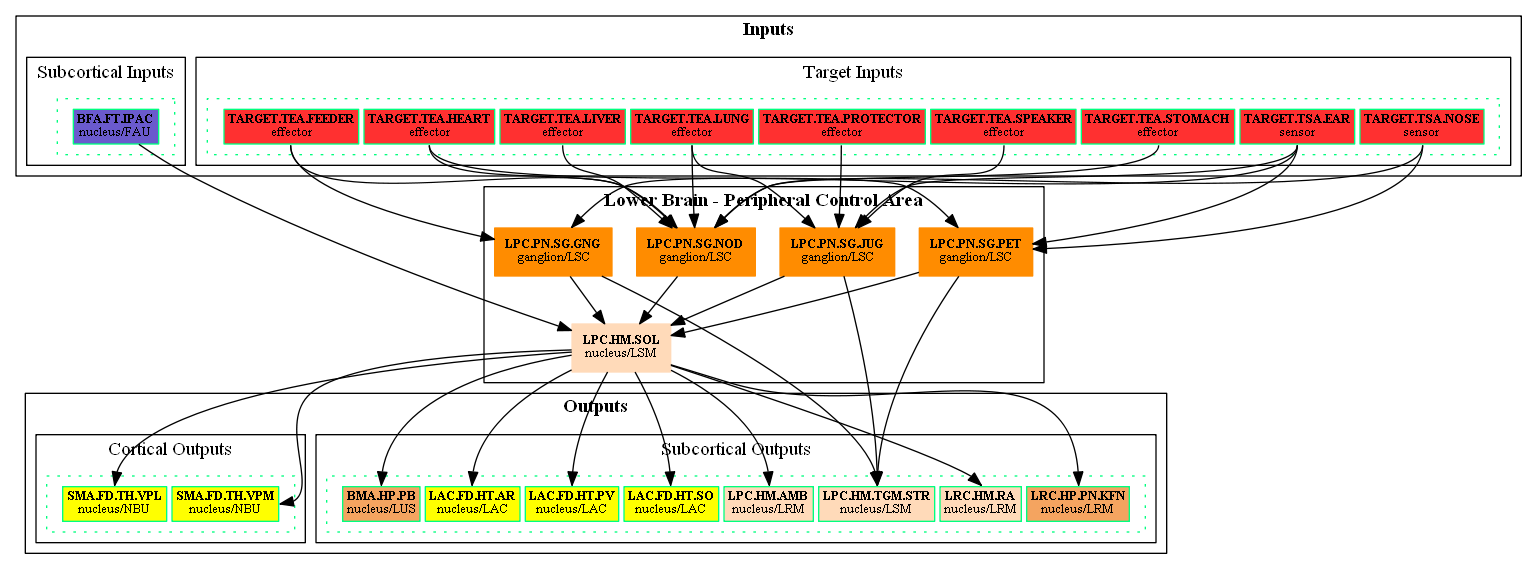 Inputs
Subcortical Inputs
Target Inputs
BFA.FT.IPAC
nucleus/FAU
TARGET.TEA.FEEDER
effector
TARGET.TEA.HEART
effector
TARGET.TEA.LIVER
effector
TARGET.TEA.LUNG
effector
TARGET.TEA.PROTECTOR
effector
TARGET.TEA.SPEAKER
effector
TARGET.TEA.STOMACH
effector
TARGET.TSA.EAR
sensor
TARGET.TSA.NOSE
sensor
Lower Brain - Peripheral Control Area
LPC.PN.SG.GNG
ganglion/LSC
LPC.PN.SG.NOD
ganglion/LSC
LPC.PN.SG.JUG
ganglion/LSC
LPC.PN.SG.PET
ganglion/LSC
LPC.HM.SOL
nucleus/LSM
Outputs
Cortical Outputs
Subcortical Outputs
SMA.FD.TH.VPL
nucleus/NBU
SMA.FD.TH.VPM
nucleus/NBU
BMA.HP.PB
nucleus/LUS
LAC.FD.HT.AR
nucleus/LAC
LAC.FD.HT.PV
nucleus/LAC
LAC.FD.HT.SO
nucleus/LAC
LPC.HM.AMB
nucleus/LRM
LPC.HM.TGM.STR
nucleus/LSM
LRC.HM.RA
nucleus/LRM
LRC.HP.PN.KFN
nucleus/LRM